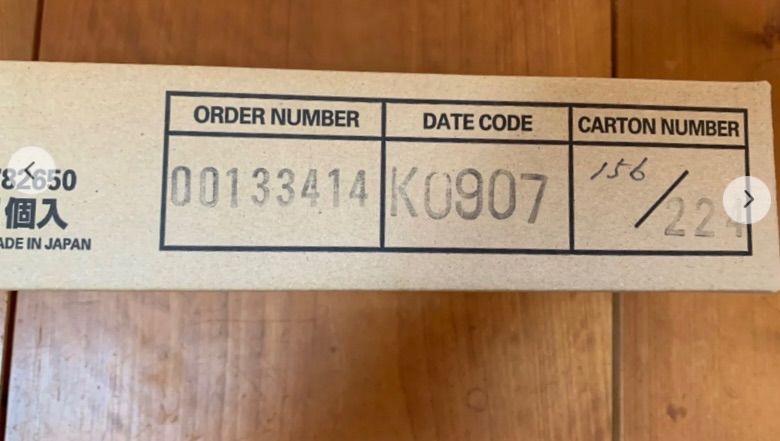 ORDER NUMBER DATE CODE CARTON NUMBER
00133414 K0907 156/224
82650
個入
ADE IN JAPAN